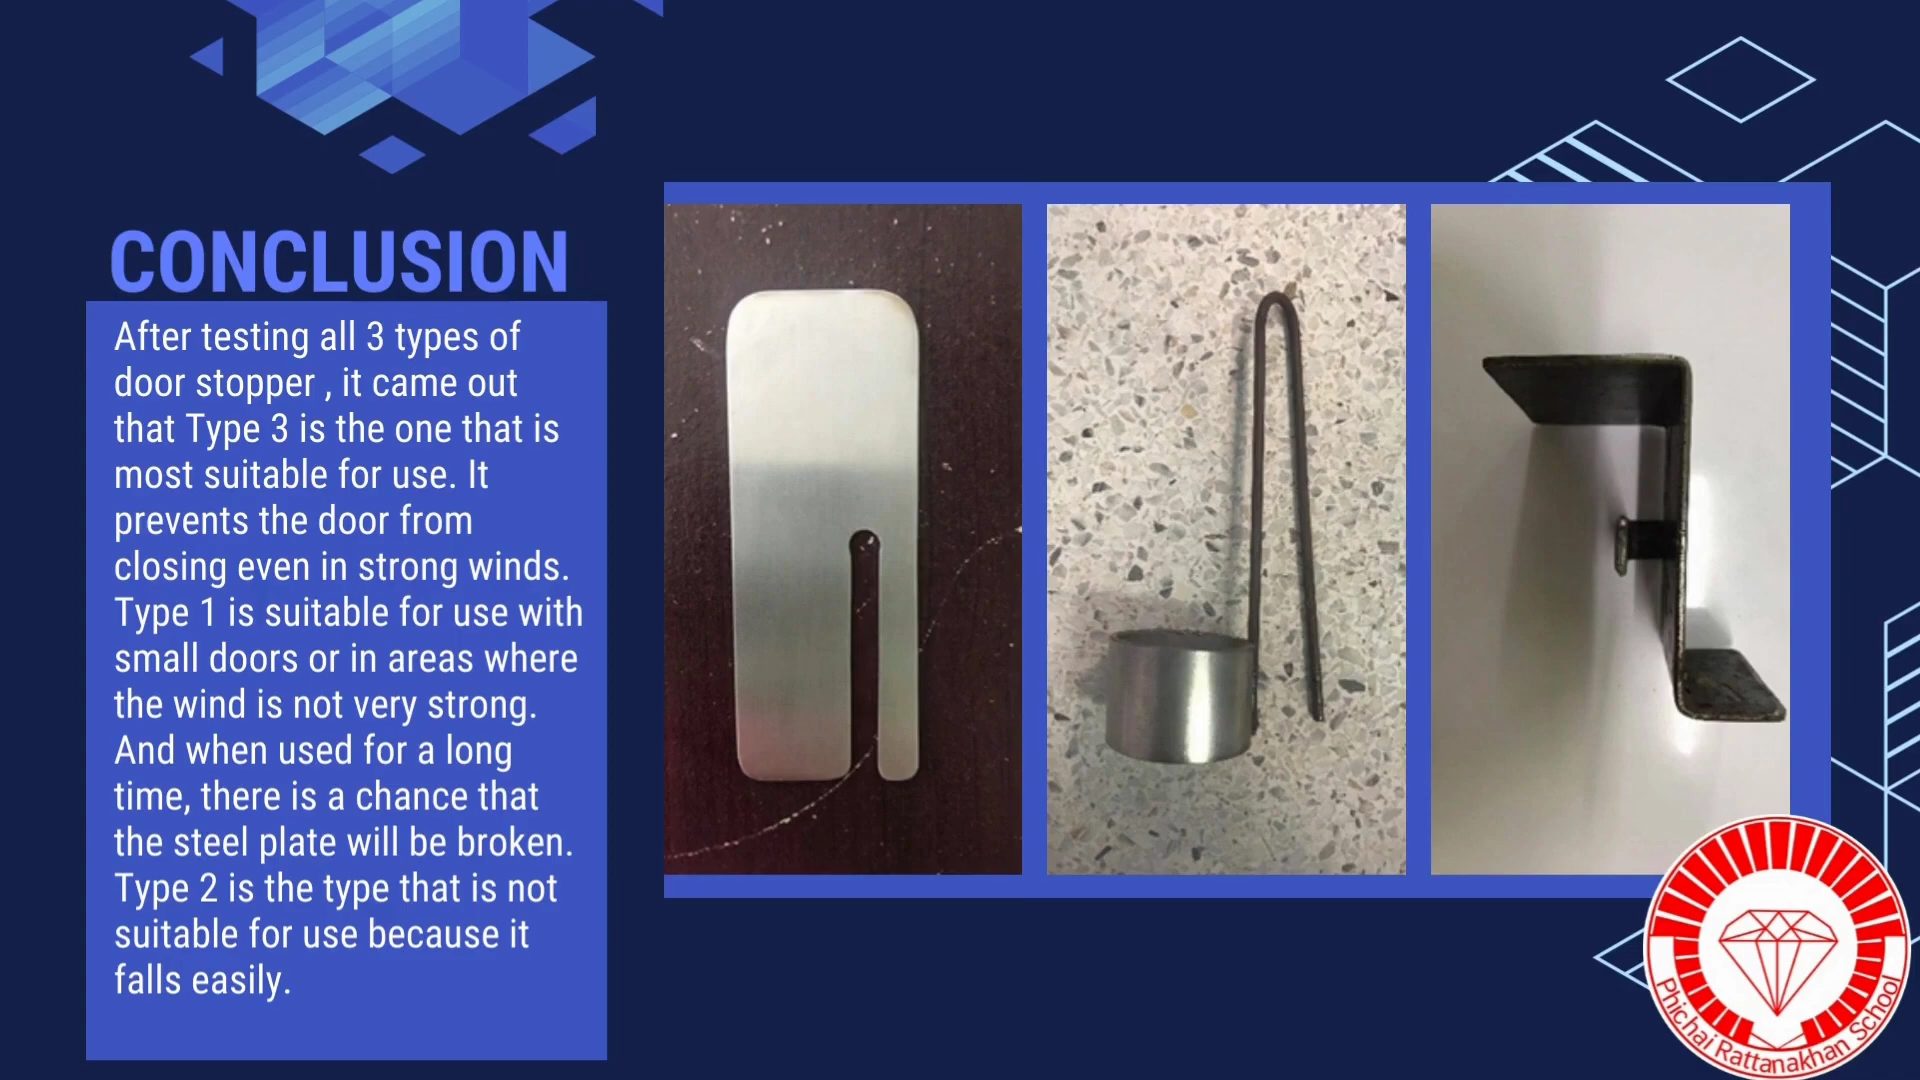 CONCLUSION
After testing all 3 types of
door stopper , it came out
that Type 3 is the one that is
most suitable for use. It
prevents the door from
closing even in strong winds.
Type 1 is suitable for use with
small doors or in areas where
the wind is not very strong.
And when used for a long
time, there is a chance that
the steel plate will be broken.
Type 2 is the type that is not
suitable for use because it
falls easily.
Phichai Rattanakhan School